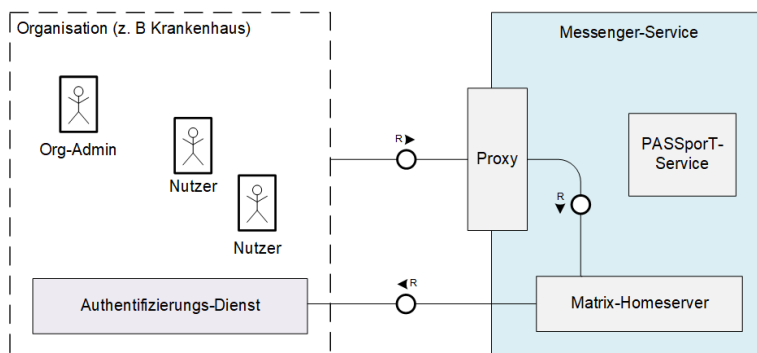 Organisation (z. B Krankenhaus)
Messenger-Service
Org-Admin
Nutzer
Nutzer
R
Proxy
R
PASSporT-
Service
Authentifizierungs-Dienst
R
Matrix-Homeserver